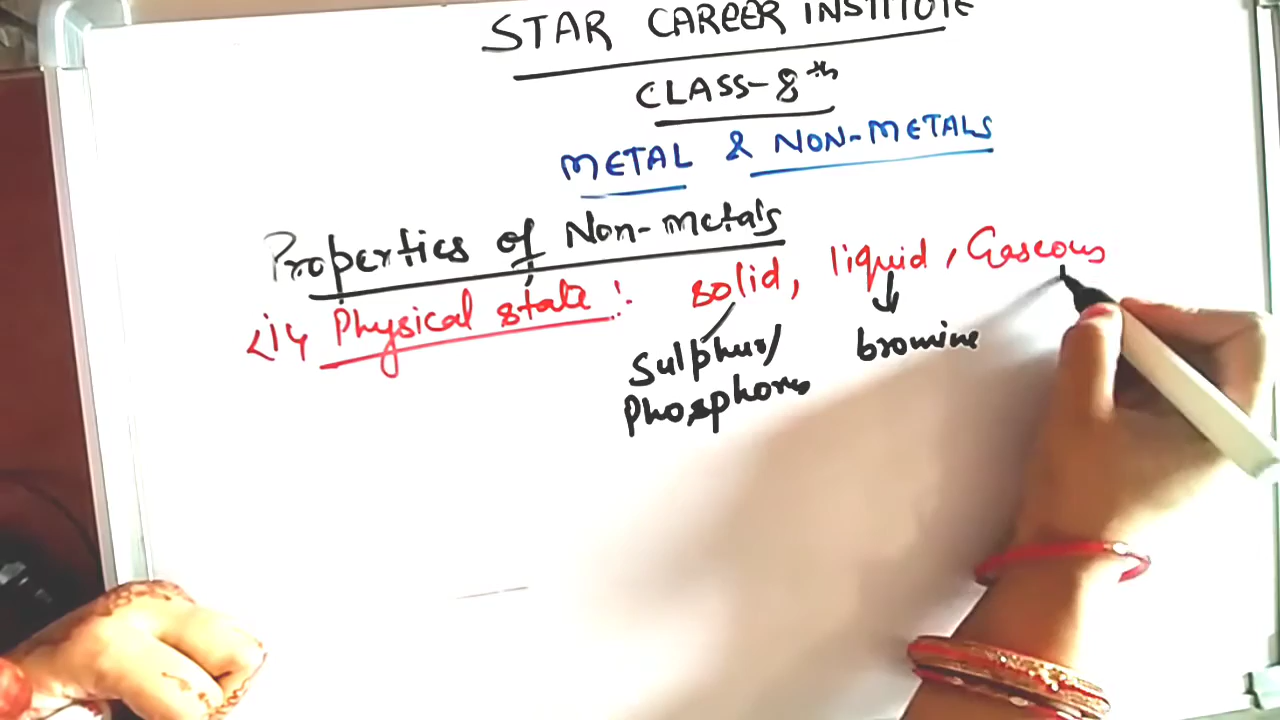 STAR CAREER INSTITUTE
CLASS-8th
METAL & NON-METALS
Properties of Non-metals
<1> Physical state : solid, liquid, Gaseous
Sulphur/ bromine
Phosphorus